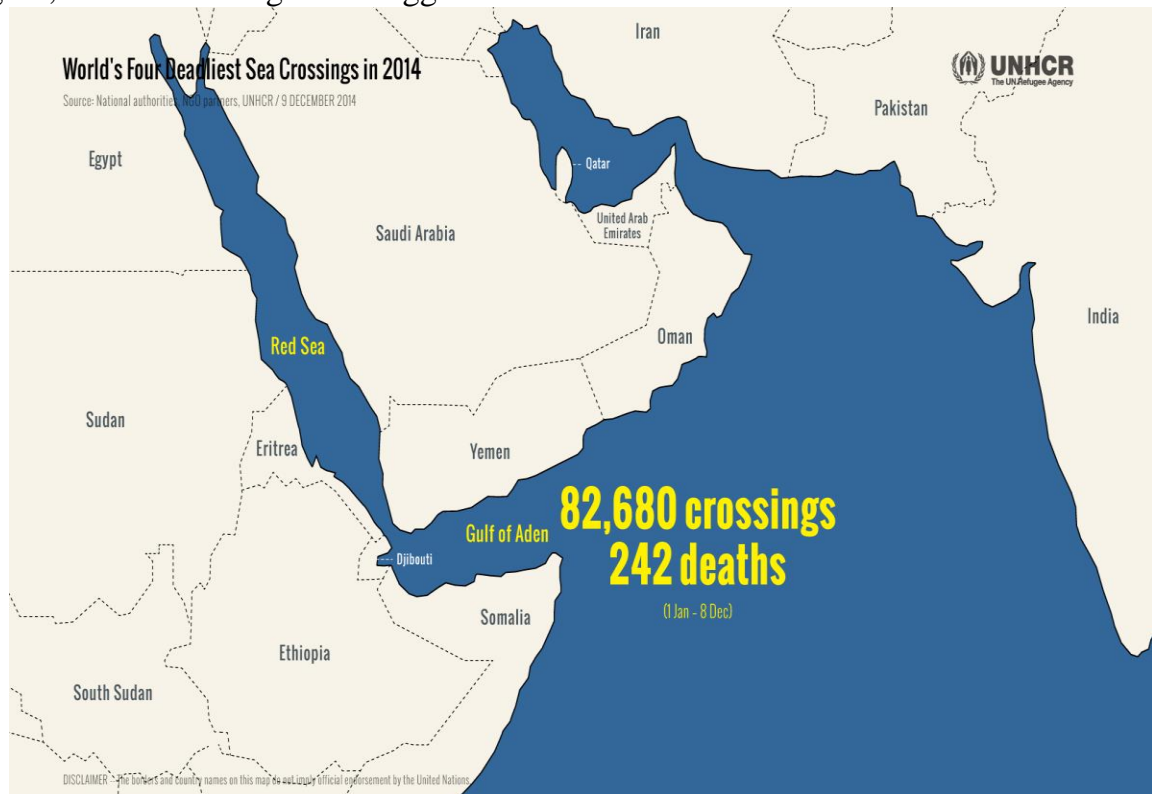 World's Four Deadliest Sea Crossings in 2014
Source: National authorities, NGO partners, UNHCR / 9 DECEMBER 2014
UNHCR
The UN Refugee Agency
Iran
Pakistan
Egypt
Qatar
United Arab
Emirates
Saudi Arabia
India
Oman
Red Sea
Sudan
Eritrea
Yemen
82,680 crossings
Gulf of Aden
242 deaths
Djibouti
(1 Jan - 8 Dec)
Somalia
Ethiopia
South Sudan
DISCLAIMER - The borders and country names on this map do not imply official endorsement by the United Nations.